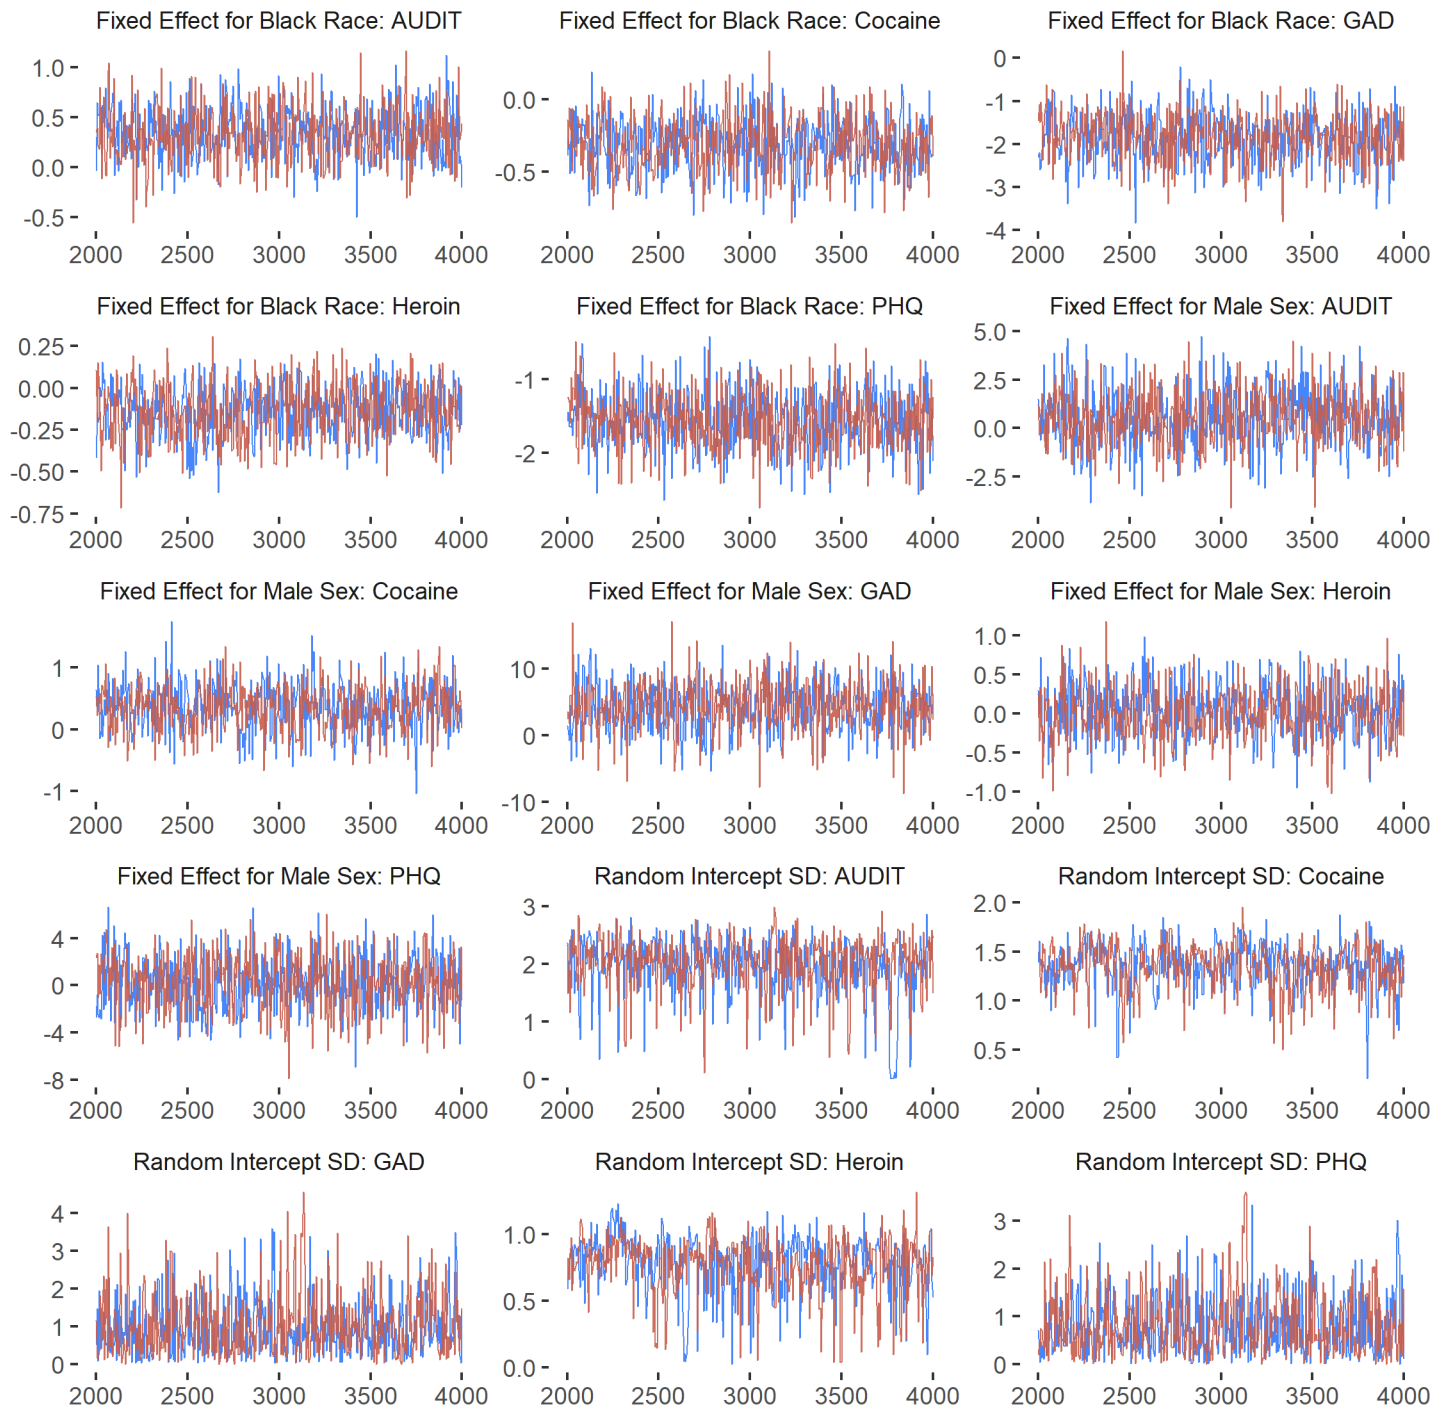 Fixed Effect for Black Race: AUDIT
1.0
0.5
0.0
-0.5
2000 2500 3000 3500 4000
Fixed Effect for Black Race: Cocaine
0.0
-0.5
2000 2500 3000 3500 4000
Fixed Effect for Black Race: GAD
0
-1
-2
-3
-4
2000 2500 3000 3500 4000
Fixed Effect for Black Race: Heroin
0.25
0.00
-0.25
-0.50
-0.75
2000 2500 3000 3500 4000
Fixed Effect for Black Race: PHQ
-1
-2
2000 2500 3000 3500 4000
Fixed Effect for Male Sex: AUDIT
5.0
2.5
0.0
-2.5
2000 2500 3000 3500 4000
Fixed Effect for Male Sex: Cocaine
1
0
-1
2000 2500 3000 3500 4000
Fixed Effect for Male Sex: GAD
10
0
-10
2000 2500 3000 3500 4000
Fixed Effect for Male Sex: Heroin
1.0
0.5
0.0
-0.5
-1.0
2000 2500 3000 3500 4000
Fixed Effect for Male Sex: PHQ
4
0
-4
-8
2000 2500 3000 3500 4000
Random Intercept SD: AUDIT
3
2
1
0
2000 2500 3000 3500 4000
Random Intercept SD: Cocaine
2.0
1.5
1.0
0.5
2000 2500 3000 3500 4000
Random Intercept SD: GAD
4
3
2
1
0
2000 2500 3000 3500 4000
Random Intercept SD: Heroin
1.0
0.5
0.0
2000 2500 3000 3500 4000
Random Intercept SD: PHQ
3
2
1
0
2000 2500 3000 3500 4000